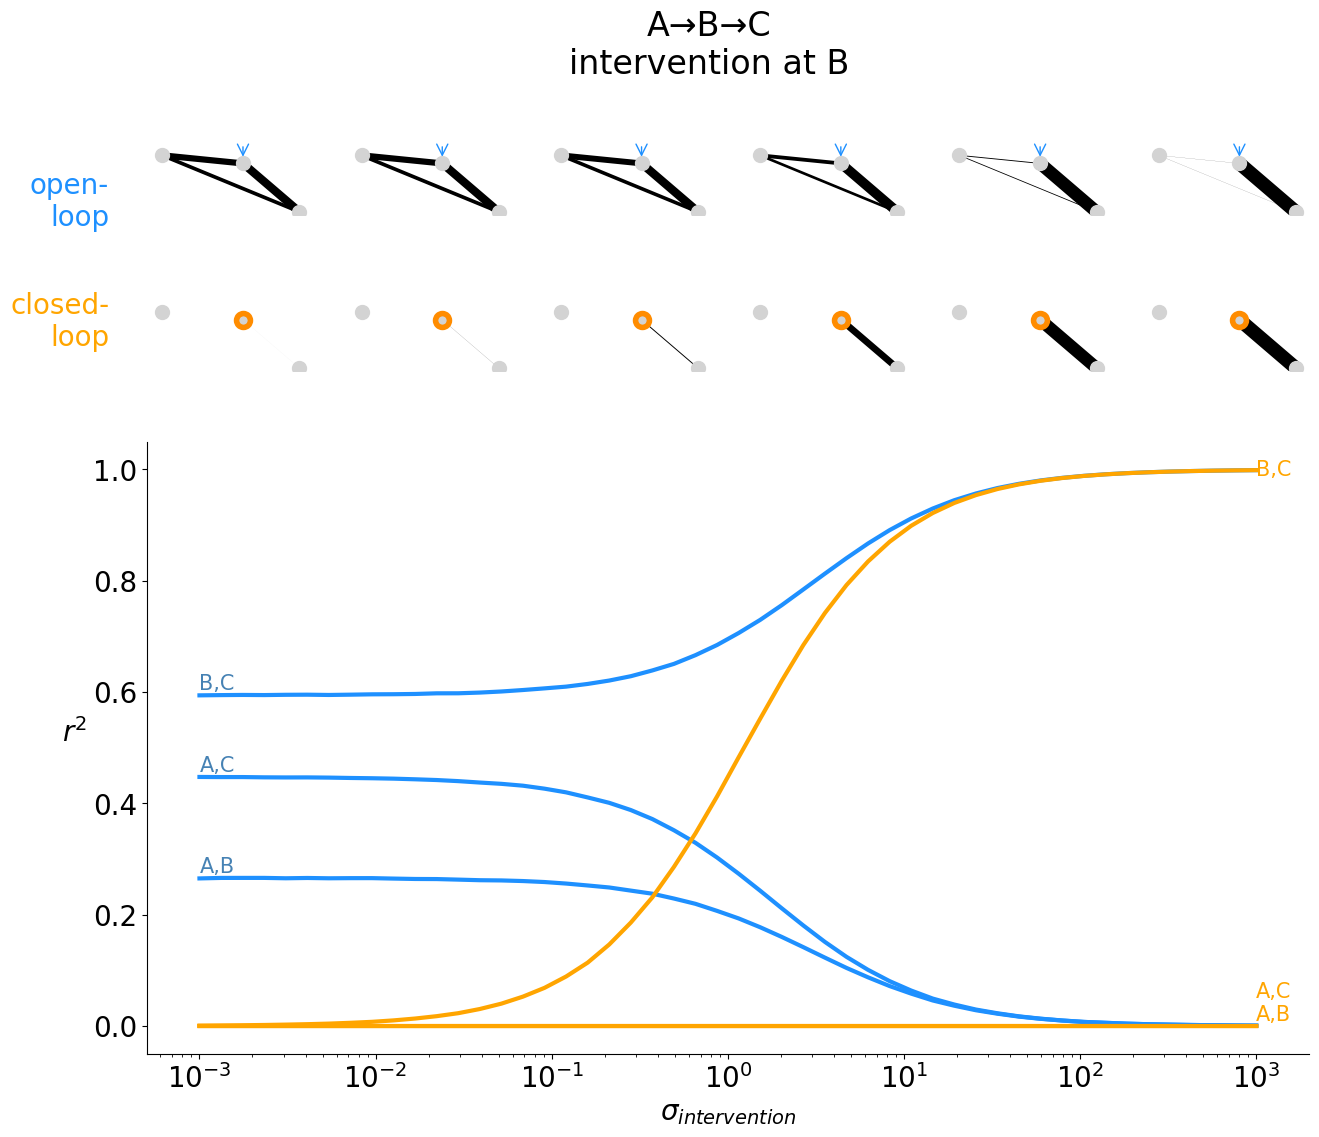 A→B→C
intervention at B
open-
loop
closed-
loop
1.0
0.8
0.6
0.4
0.2
0.0
r²
B,C
A,C
A,B
B,C
A,C
A,B
10⁻³
10⁻²
10⁻¹
10⁰
10¹
10²
10³
σ_intervention